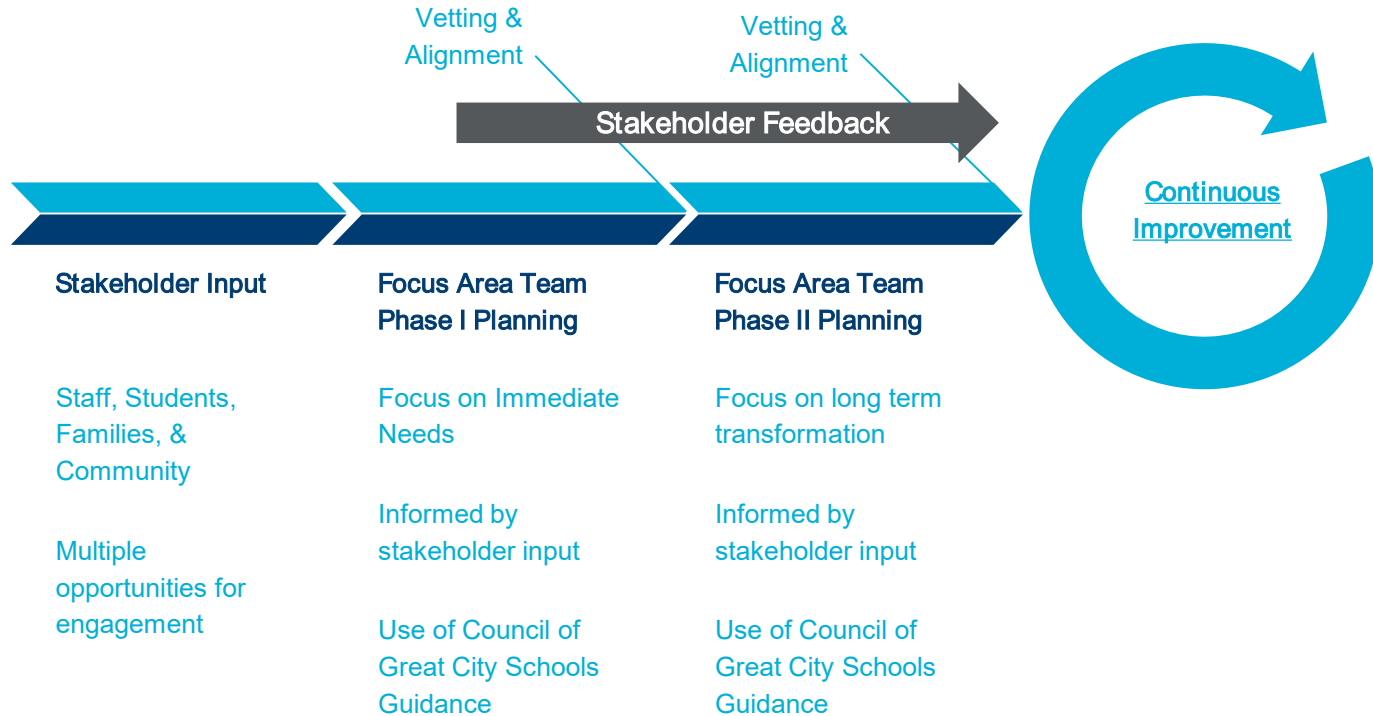 Vetting &
Alignment
Vetting &
Alignment
Stakeholder Feedback
Continuous
Improvement
Stakeholder Input
Staff, Students,
Families, &
Community
Multiple
opportunities for
engagement
Focus Area Team
Phase I Planning
Focus on Immediate
Needs
Informed by
stakeholder input
Use of Council of
Great City Schools
Guidance
Focus Area Team
Phase II Planning
Focus on long term
transformation
Informed by
stakeholder input
Use of Council of
Great City Schools
Guidance